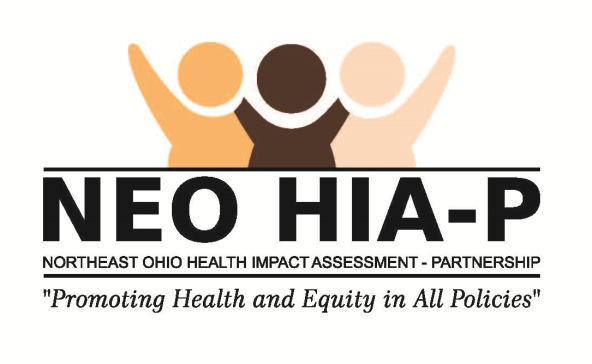 NEO HIA-P
NORTHEAST OHIO HEALTH IMPACT ASSESSMENT - PARTNERSHIP
"Promoting Health and Equity in All Policies"